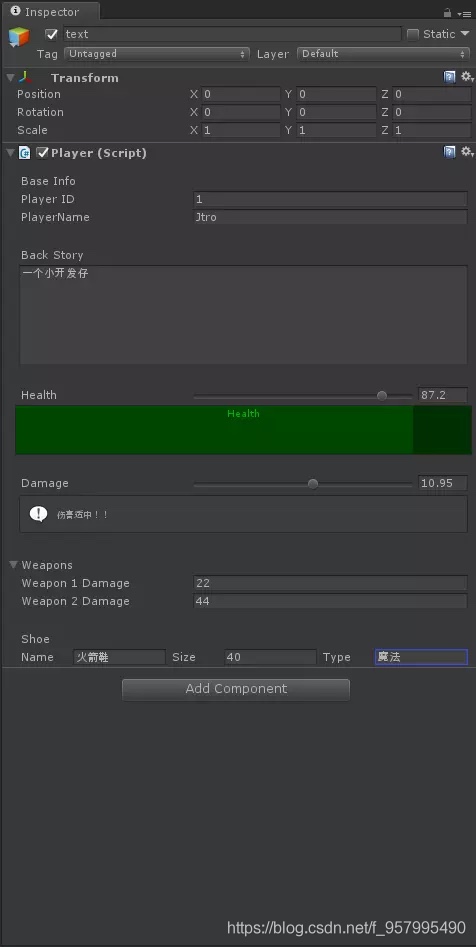 Inspector
text Static
Tag Untagged Layer Default
Transform
Position X 0 Y 0 Z 0
Rotation X 0 Y 0 Z 0
Scale X 1 Y 1 Z 1
Player (Script)
Base Info
Player ID 1
PlayerName Jtro
Back Story
一个小开发仔
Health 87.2
Health
Damage 10.95
伤害适中！！
Weapons
Weapon 1 Damage 22
Weapon 2 Damage 44
Shoe
Name 火箭鞋 Size 40 Type 魔法
Add Component
https://blog.csdn.net/f_957995490